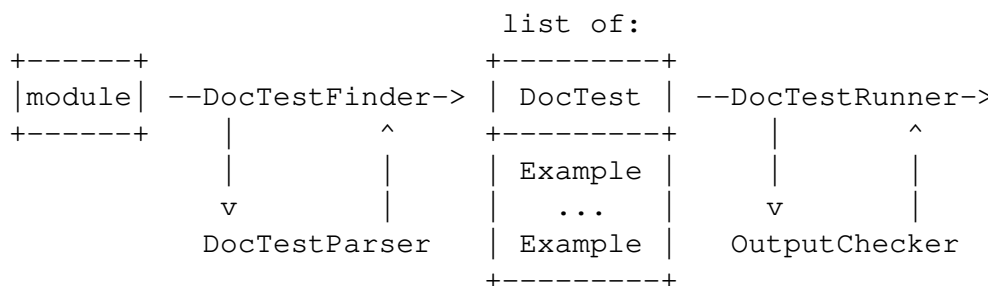 list of:
+------+                   +---------+
|module| --DocTestFinder-> | DocTest | --DocTestRunner->
+------+    |        ^     +---------+     |       ^
            |        |     | Example |     |       |
            v        |     |   ...   |     v       |
           DocTestParser   | Example |   OutputChecker
                           +---------+